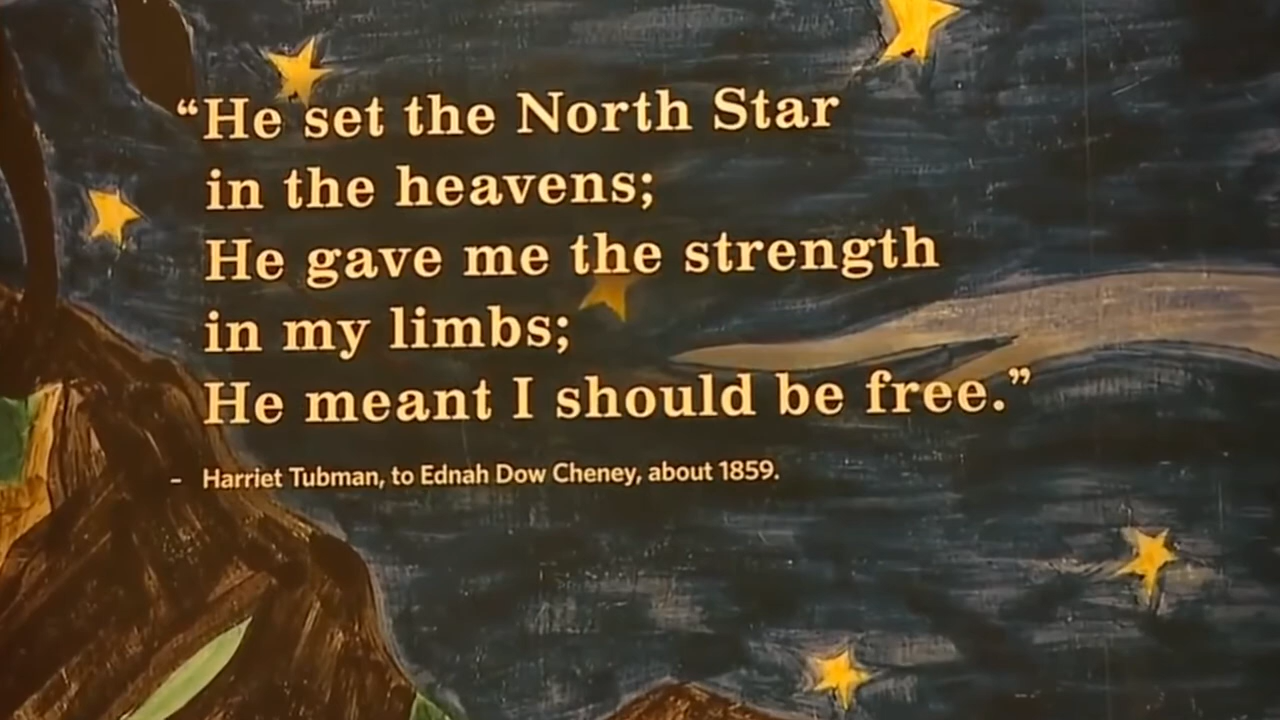 “He set the North Star
in the heavens;
He gave me the strength
in my limbs;
He meant I should be free.”
– Harriet Tubman, to Ednah Dow Cheney, about 1859.